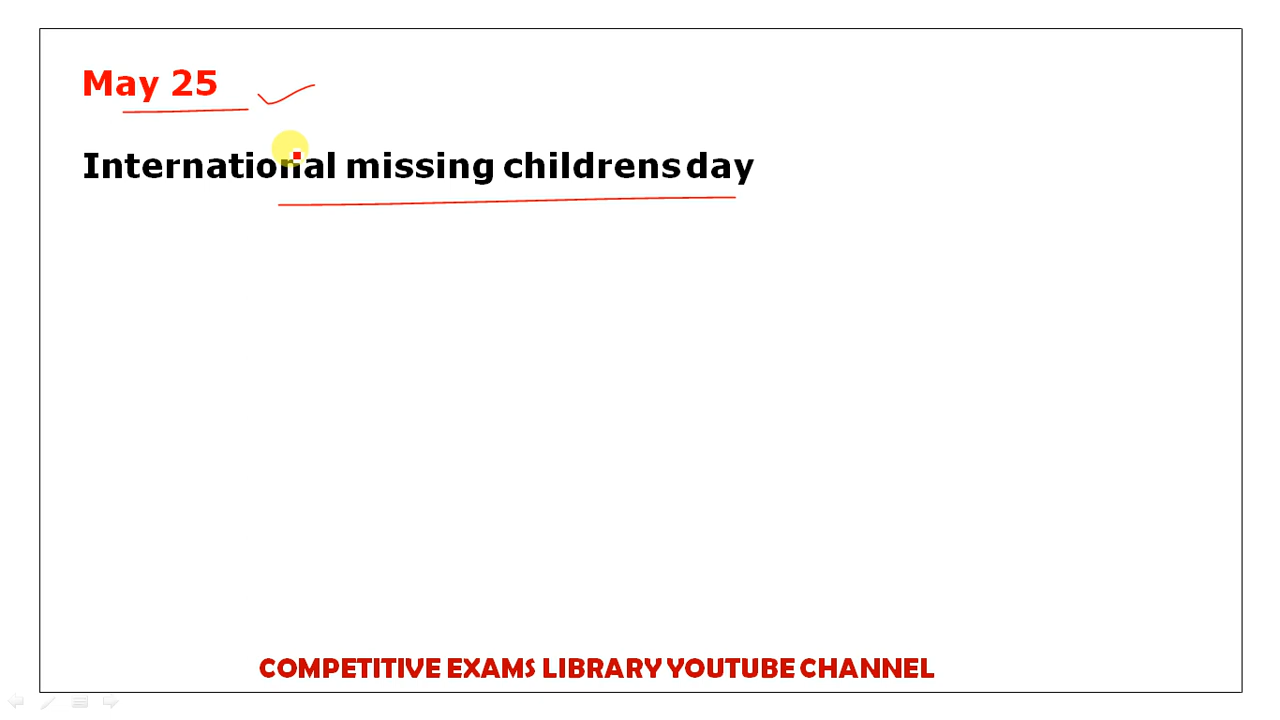 May 25
International missing childrens day
COMPETITIVE EXAMS LIBRARY YOUTUBE CHANNEL